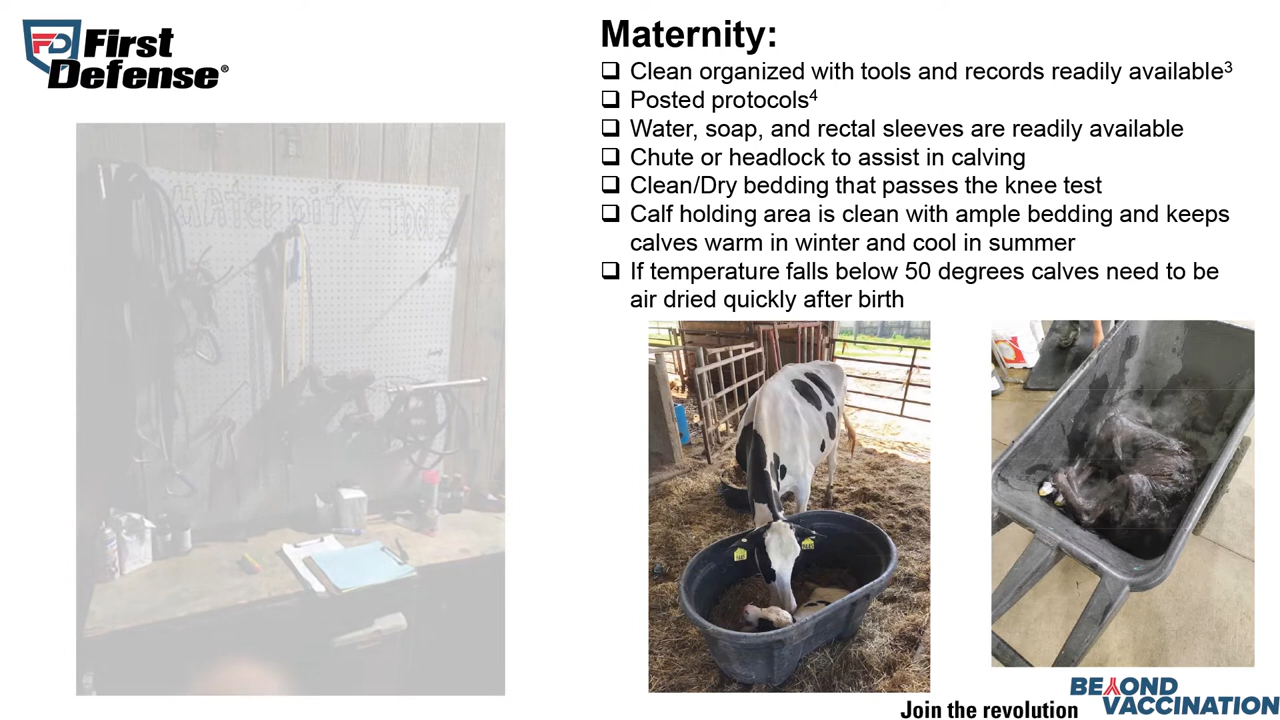 First
Defense®
Maternity:
Clean organized with tools and records readily available³
Posted protocols⁴
Water, soap, and rectal sleeves are readily available
Chute or headlock to assist in calving
Clean/Dry bedding that passes the knee test
Calf holding area is clean with ample bedding and keeps
calves warm in winter and cool in summer
If temperature falls below 50 degrees calves need to be
air dried quickly after birth
Maternity Tools
Join the revolution
BEYOND
VACCINATION